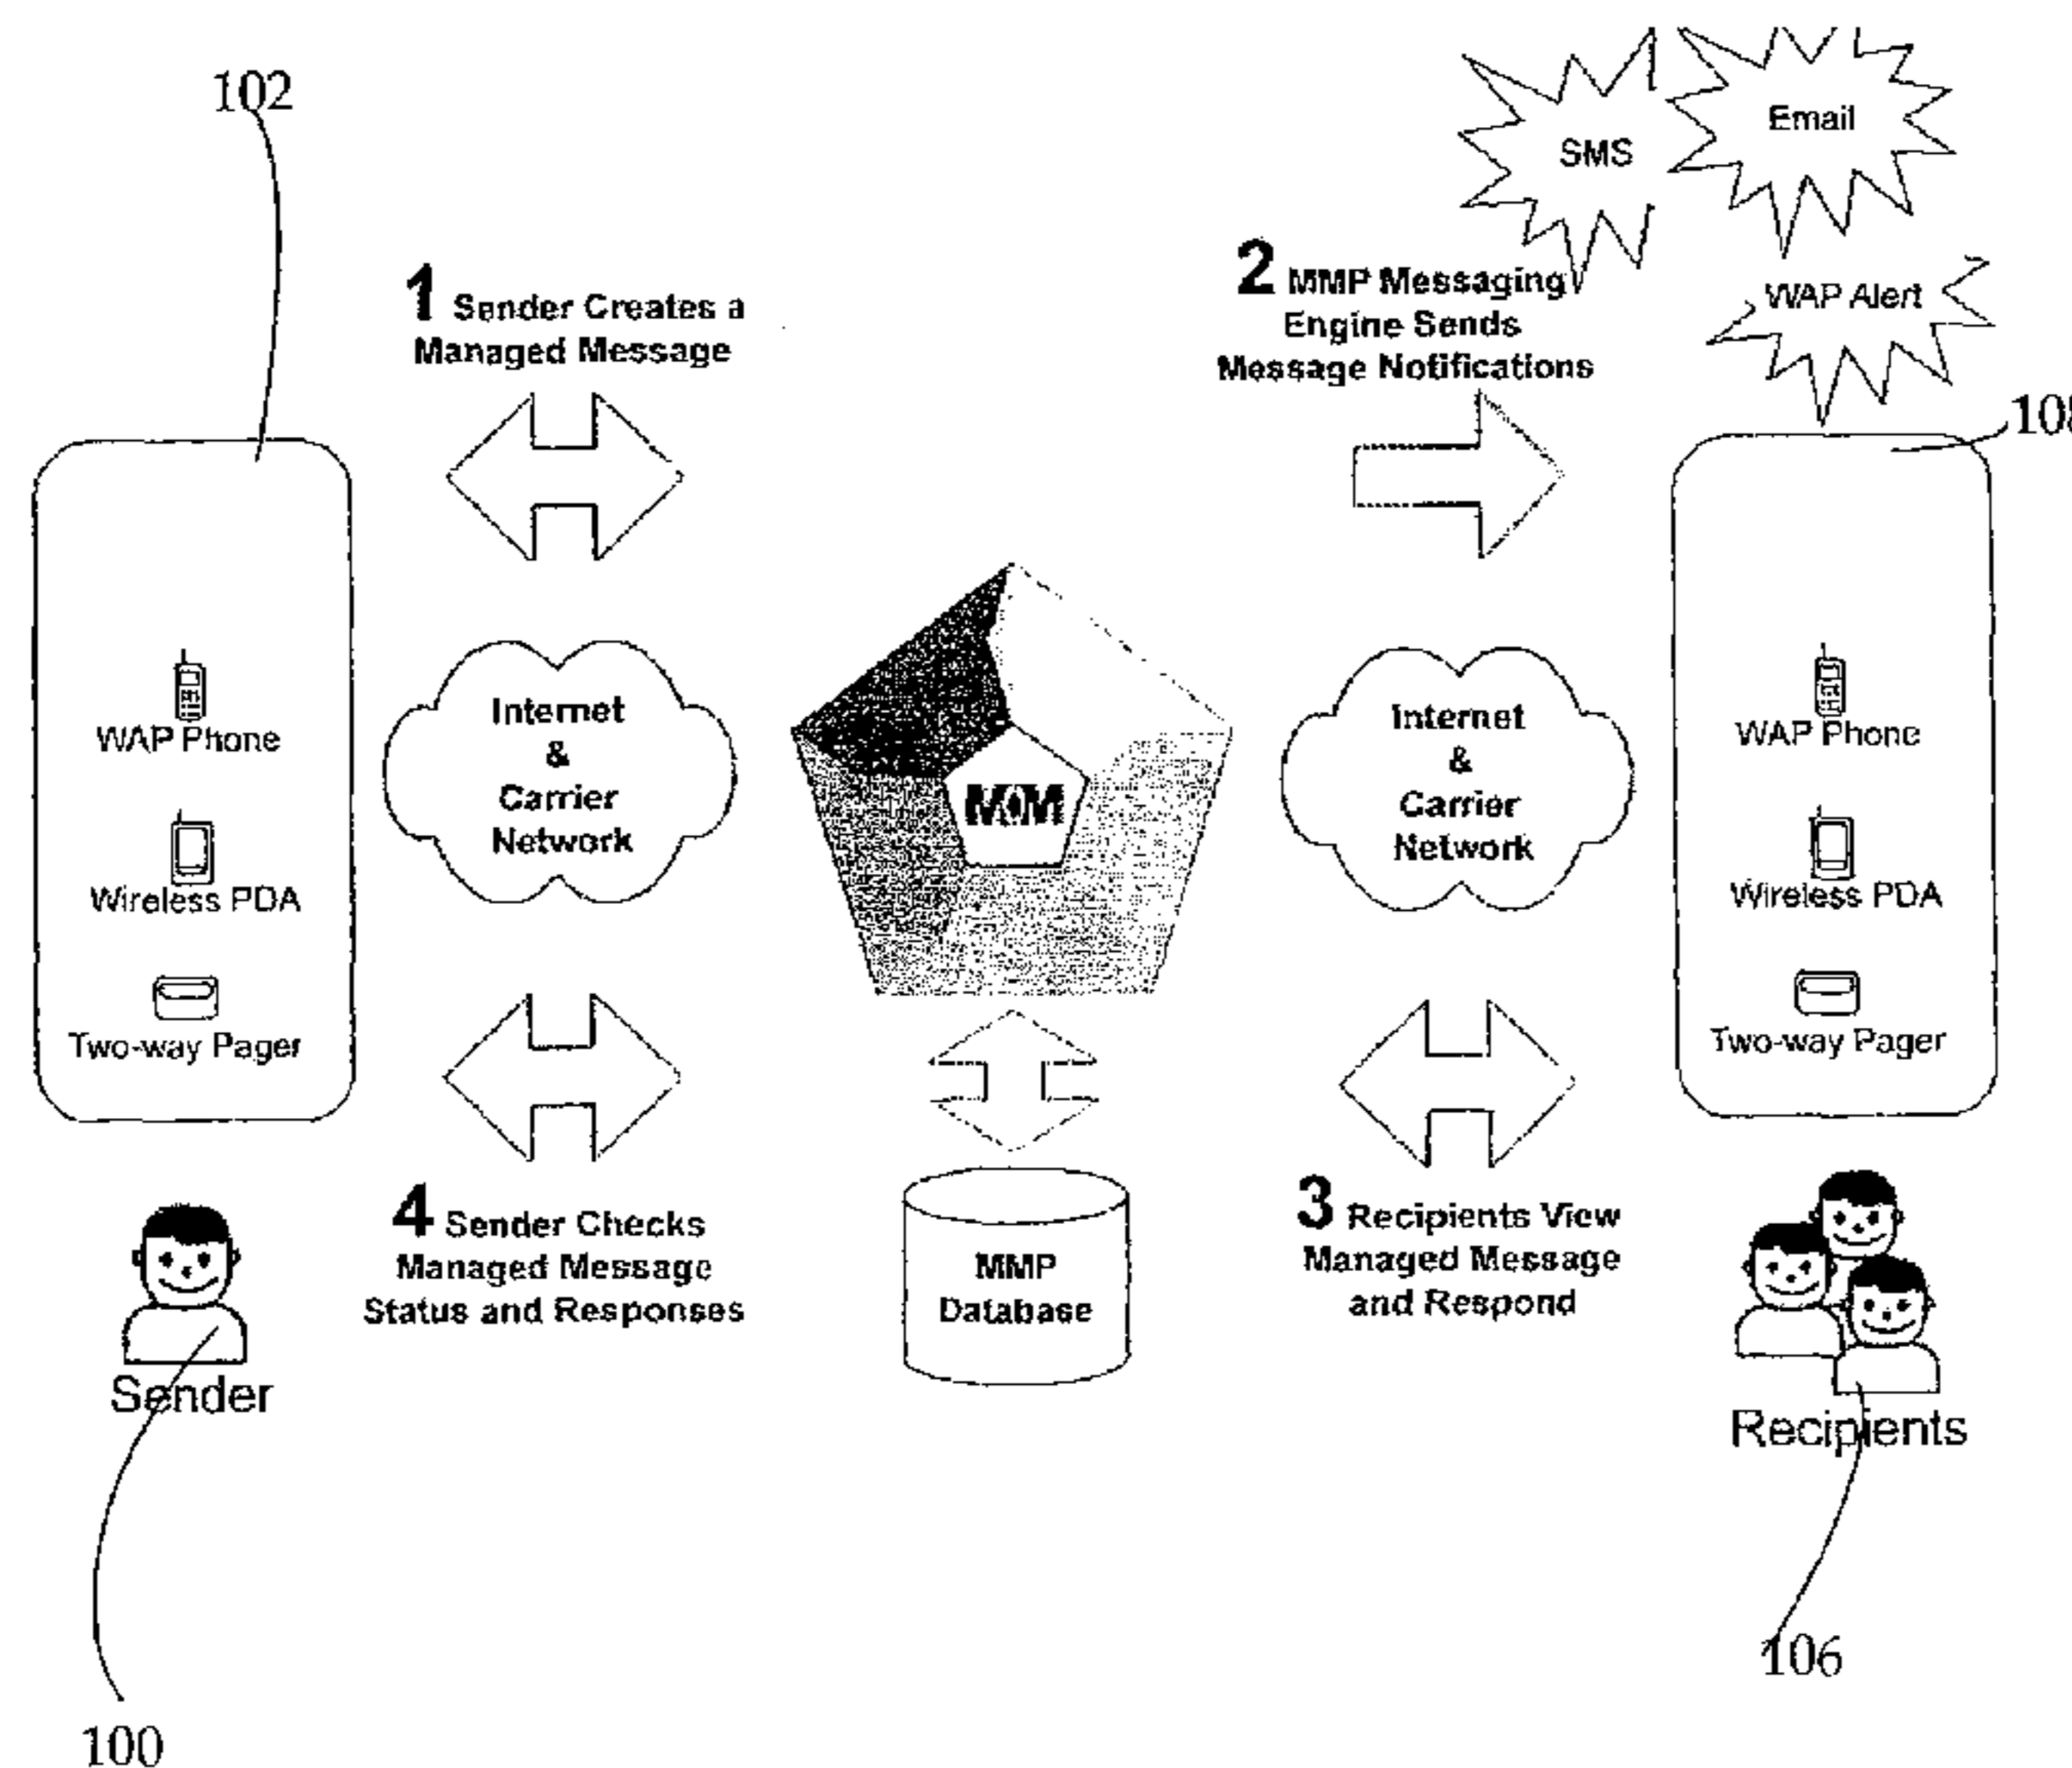 102
SMS
Email
WAP Alert
1 Sender Creates a
Managed Message
2 MMP Messaging
Engine Sends
Message Notifications
WAP Phone
Wireless PDA
Two-way Pager
Internet
&
Carrier
Network
Internet
&
Carrier
Network
WAP Phone
Wireless PDA
Two-way Pager
4 Sender Checks
Managed Message
Status and Responses
MMP
Database
3 Recipients View
Managed Message
and Respond
Sender
Recipients
100
106